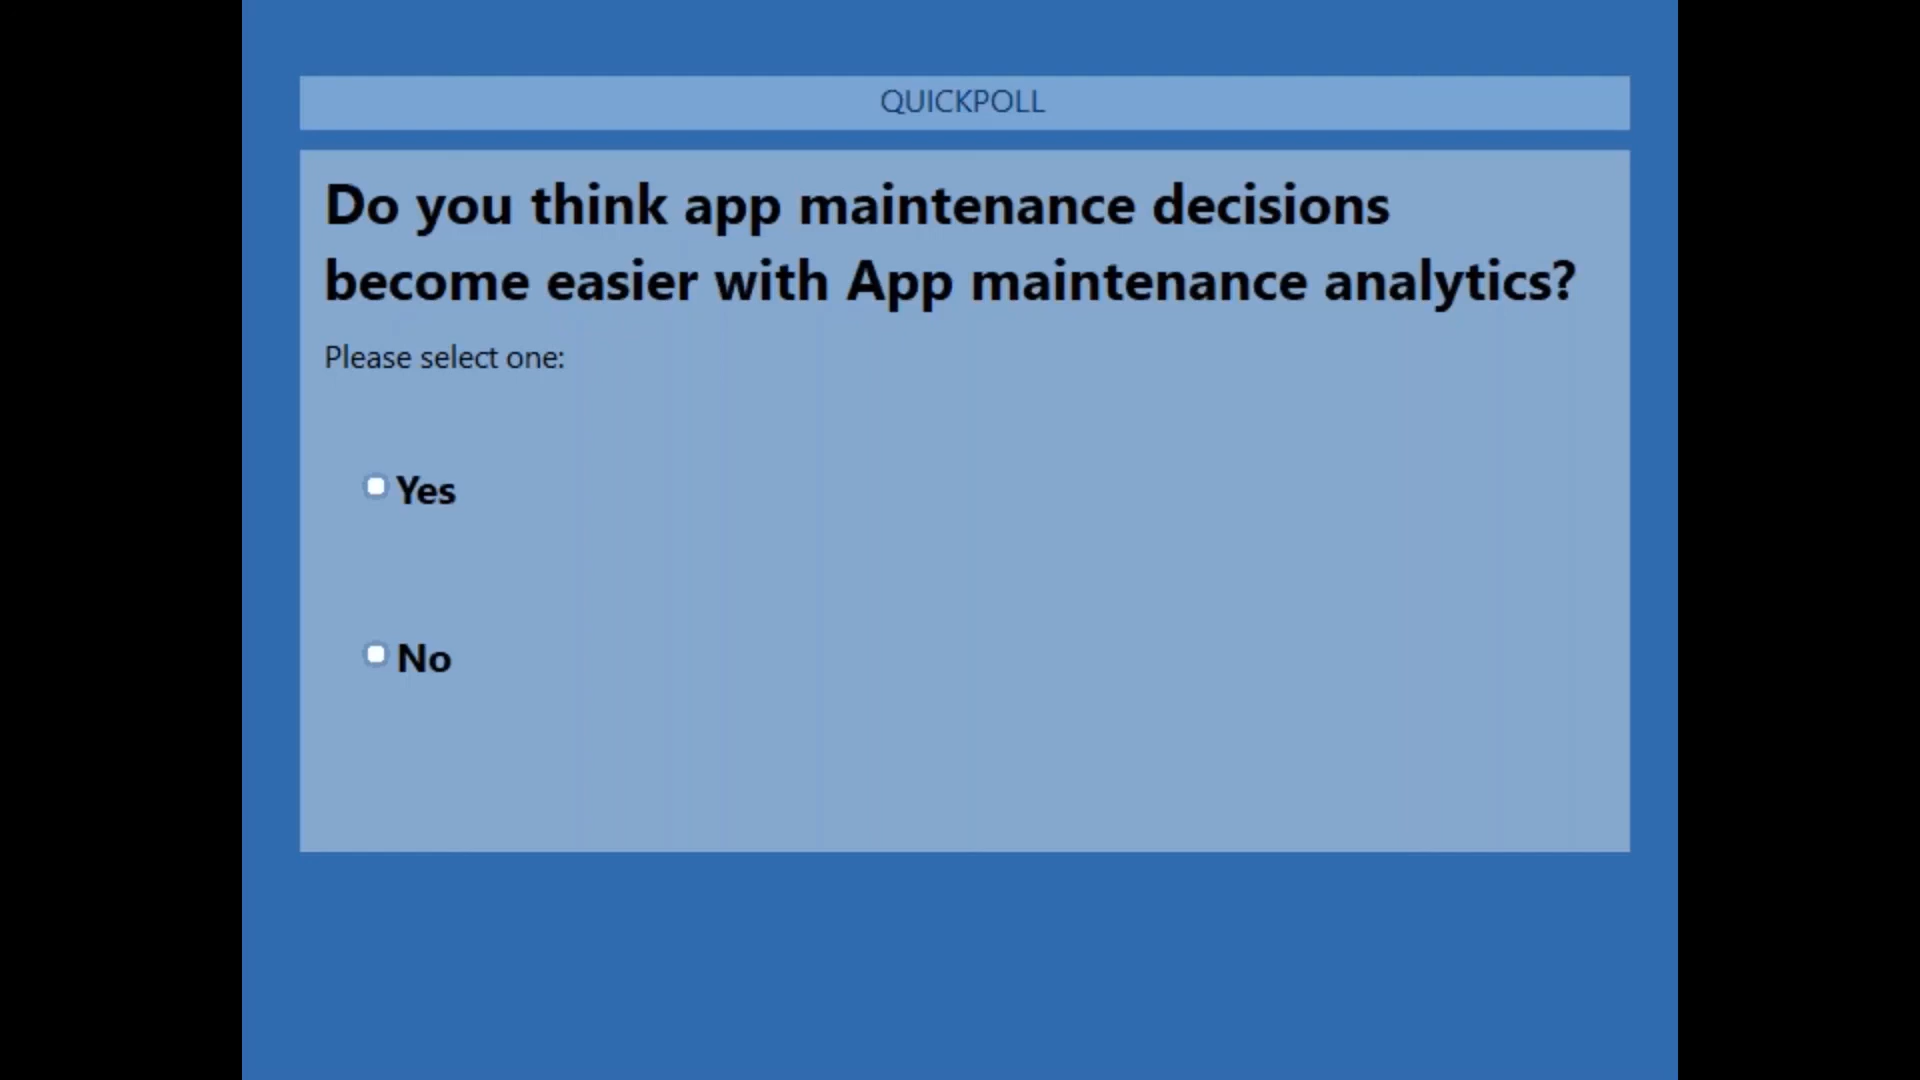 QUICKPOLL
Do you think app maintenance decisions
become easier with App maintenance analytics?
Please select one:
Yes
No